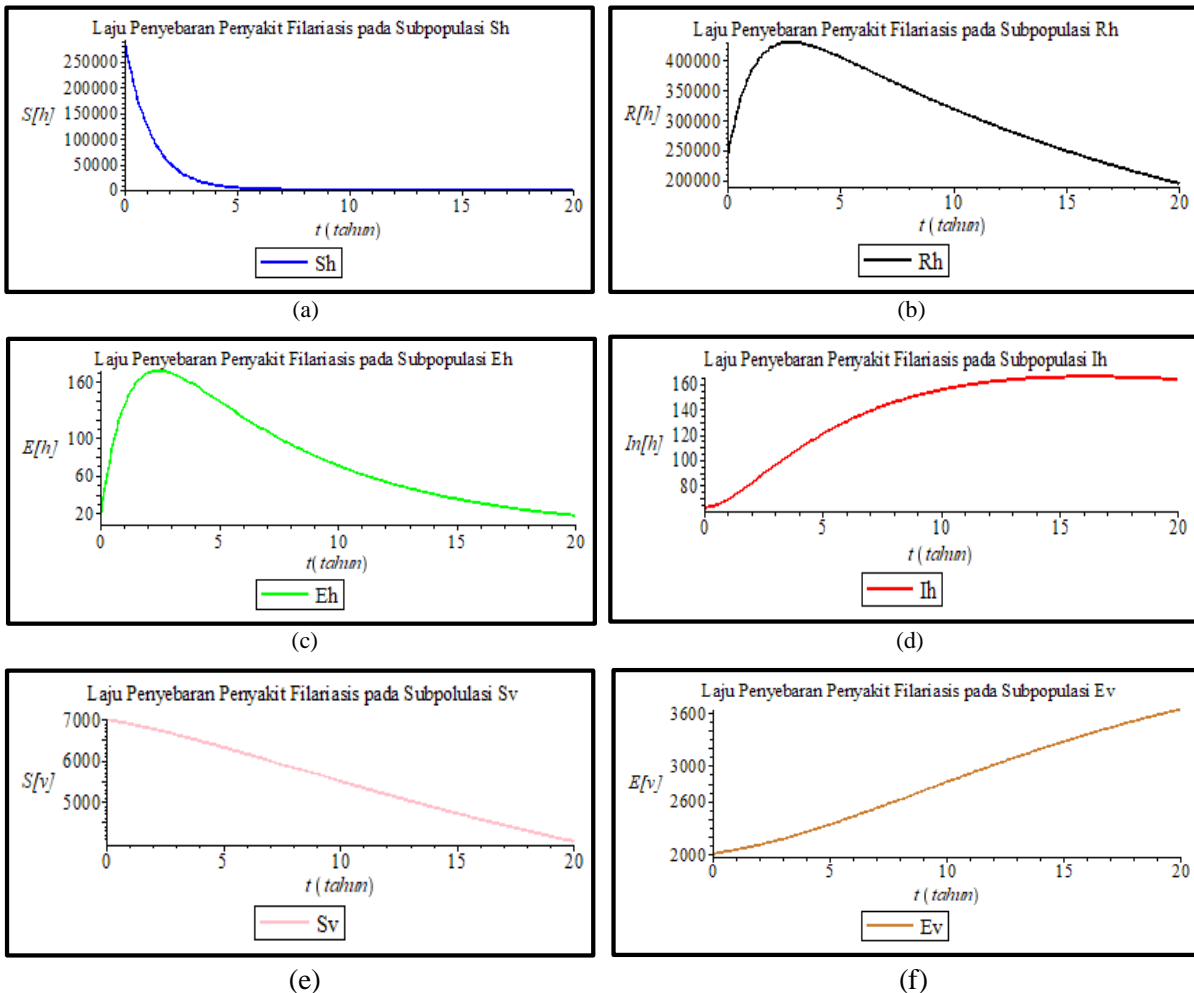 Laju Penyebaran Penyakit Filariasis pada Subpopulasi Sh
250000
200000
S[h]
150000
100000
50000
0
0 5 10 15 20
t (tahun)
Sh
(a)
Laju Penyebaran Penyakit Filariasis pada Subpopulasi Rh
400000
350000
R[h]
300000
250000
200000
0 5 10 15 20
t (tahun)
Rh
(b)
Laju Penyebaran Penyakit Filariasis pada Subpopulasi Eh
160
E[h]
100
60
20
0 5 10 15 20
t (tahun)
Eh
(c)
Laju Penyebaran Penyakit Filariasis pada Subpopulasi Ih
160
140
In[h]
120
100
80
0 5 10 15 20
t (tahun)
Ih
(d)
Laju Penyebaran Penyakit Filariasis pada Subpolulasi Sv
7000
S[v]
6000
5000
0 5 10 15 20
t (tahun)
Sv
(e)
Laju Penyebaran Penyakit Filariasis pada Subpopulasi Ev
3600
E[v]
3000
2600
2000
0 5 10 15 20
t (tahun)
Ev
(f)